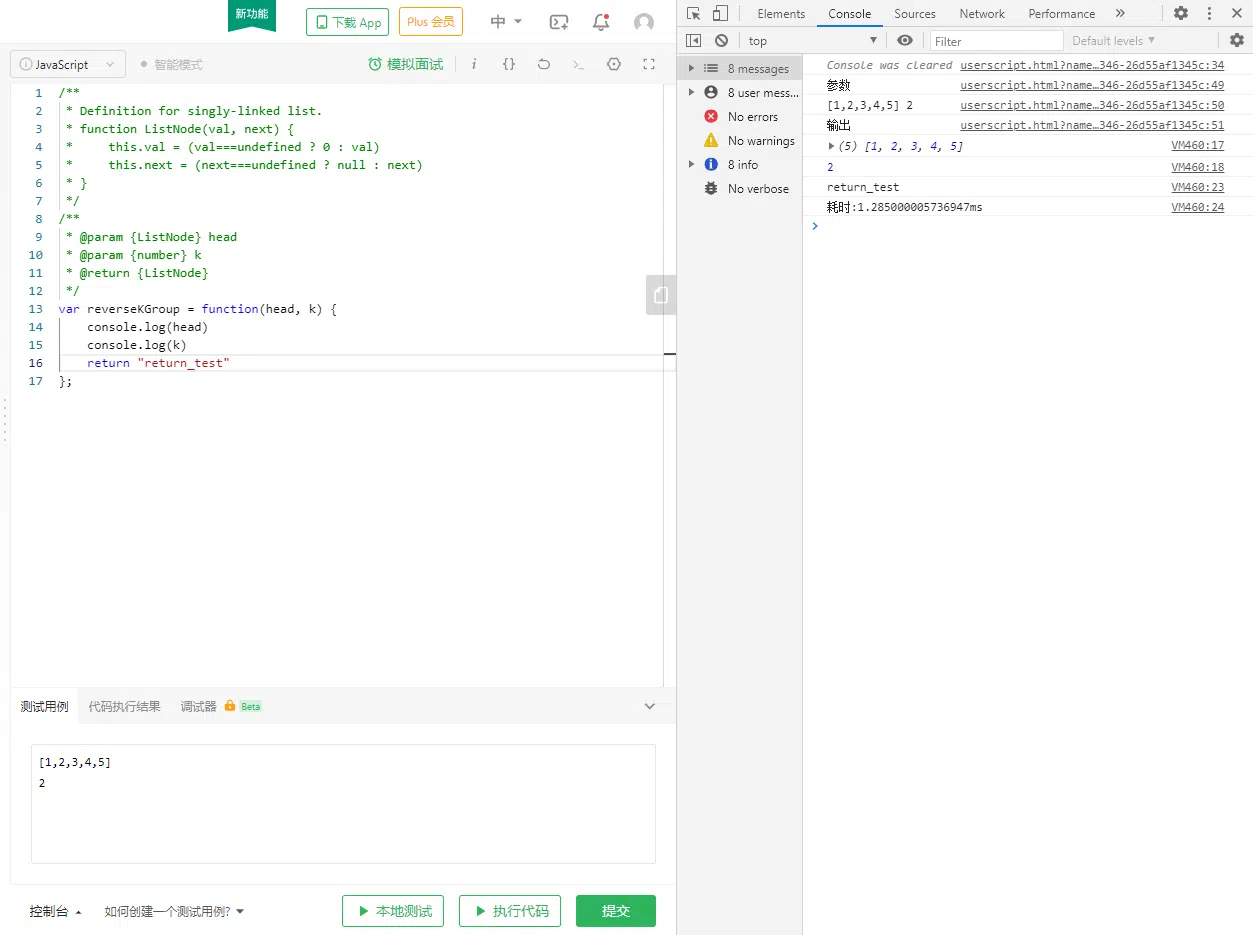 新功能
下载 App
Plus 会员
中
JavaScript
智能模式
模拟面试
i
{}
1 /**
2 * Definition for singly-linked list.
3 * function ListNode(val, next) {
4 *     this.val = (val===undefined ? 0 : val)
5 *     this.next = (next===undefined ? null : next)
6 * }
7 */
8 /**
9 * @param {ListNode} head
10 * @param {number} k
11 * @return {ListNode}
12 */
13 var reverseKGroup = function(head, k) {
14     console.log(head)
15     console.log(k)
16     return "return_test"
17 };
测试用例
代码执行结果
调试器
Beta
[1,2,3,4,5]
2
控制台
如何创建一个测试用例?
本地测试
执行代码
提交
Elements
Console
Sources
Network
Performance
top
Filter
Default levels
8 messages
8 user mess...
No errors
No warnings
8 info
No verbose
Console was cleared userscript.html?name…346-26d55af1345c:34
参数 userscript.html?name…346-26d55af1345c:49
[1,2,3,4,5] 2 userscript.html?name…346-26d55af1345c:50
输出 userscript.html?name…346-26d55af1345c:51
(5) [1, 2, 3, 4, 5] VM460:17
2 VM460:18
return_test VM460:23
耗时:1.285000005736947ms VM460:24